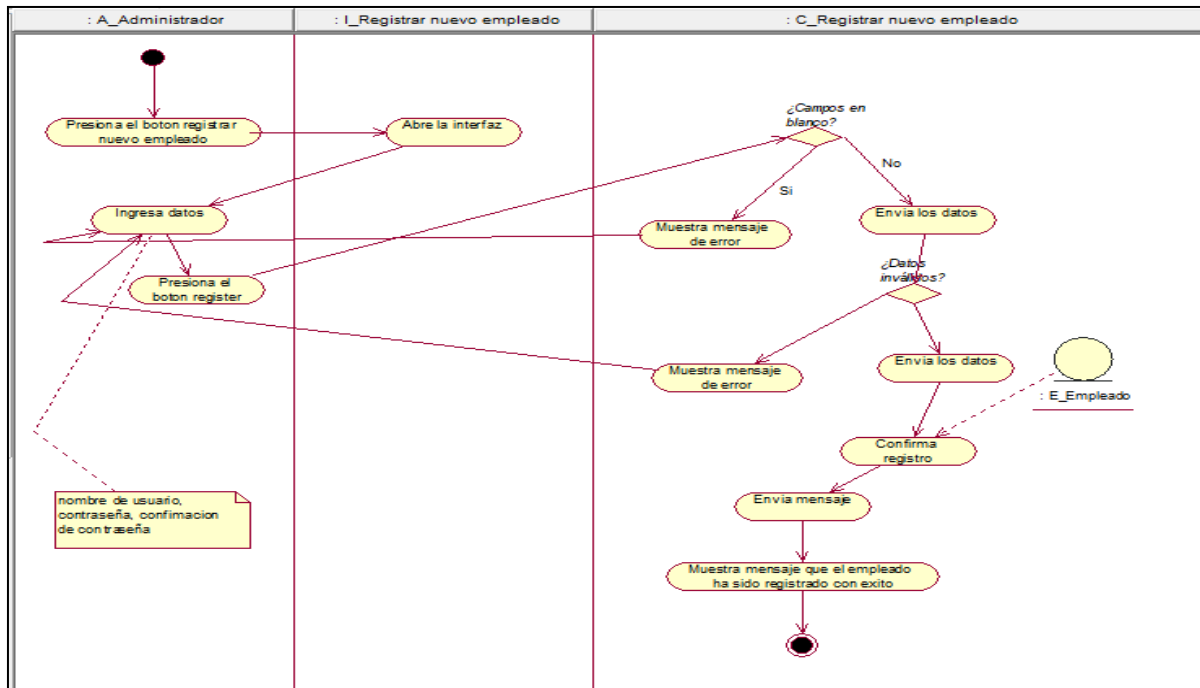 : A_Administrador
: I_Registrar nuevo empleado
: C_Registrar nuevo empleado
Presiona el boton registrar
nuevo empleado
Abre la interfaz
¿Campos en
blanco?
No
Si
Ingresa datos
Muestra mensaje
de error
Envia los datos
Presiona el
boton register
¿Datos
inválidos?
Muestra mensaje
de error
Envia los datos
: E_Empleado
Confirma
registro
nombre de usuario,
contraseña, confimacion
de contraseña
Envia mensaje
Muestra mensaje que el empleado
ha sido registrado con exito